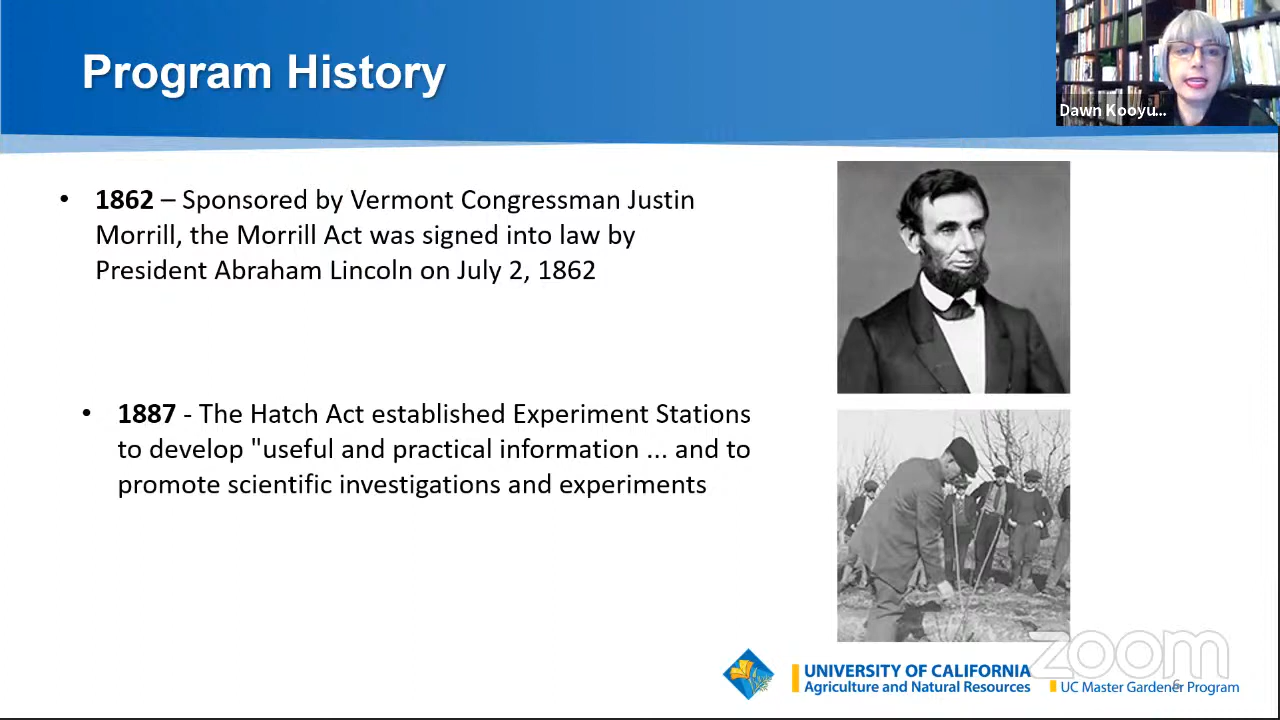 Program History
Dawn Kooyu...
• 1862 – Sponsored by Vermont Congressman Justin
Morrill, the Morrill Act was signed into law by
President Abraham Lincoln on July 2, 1862
• 1887 - The Hatch Act established Experiment Stations
to develop "useful and practical information ... and to
promote scientific investigations and experiments
zoom
UNIVERSITY OF CALIFORNIA
Agriculture and Natural Resources
UC Master Gardener Program
6